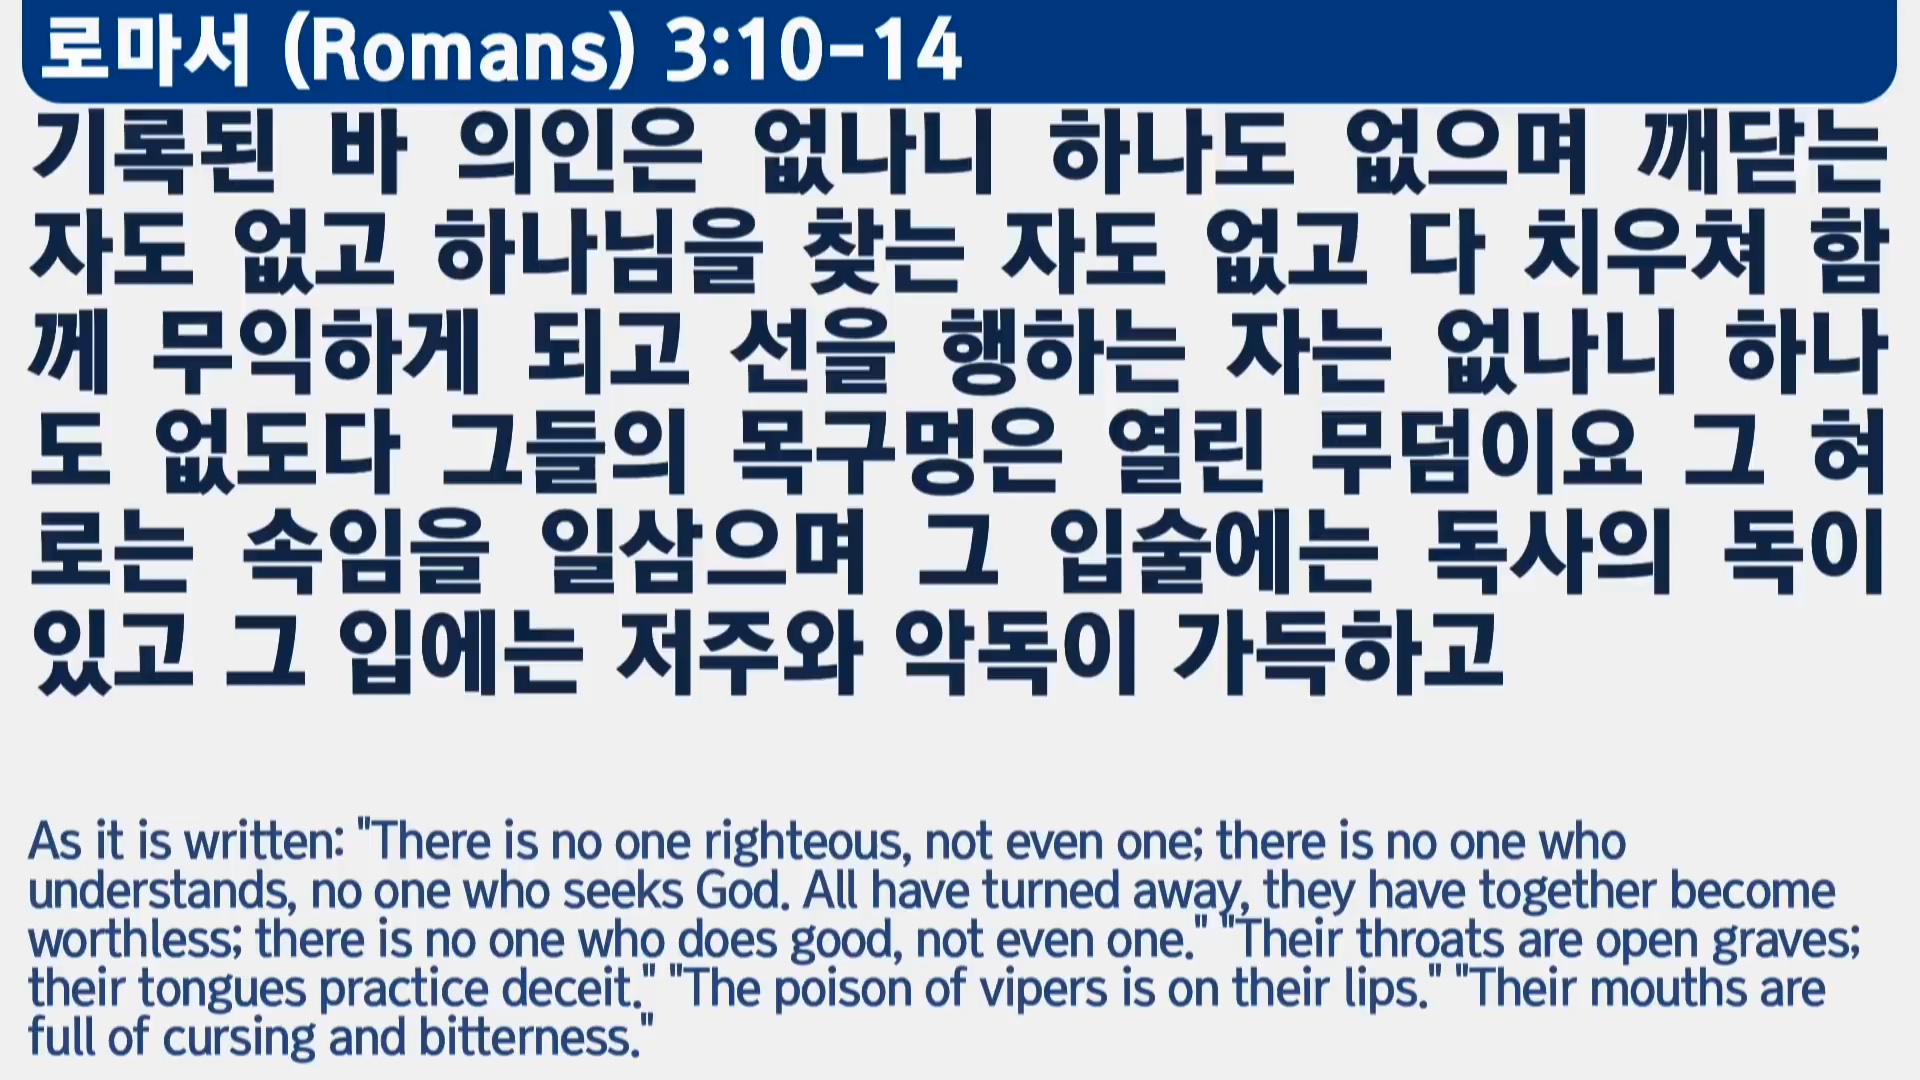 로마서 (Romans) 3:10-14
기록된 바 의인은 없나니 하나도 없으며 깨닫는
자도 없고 하나님을 찾는 자도 없고 다 치우쳐 함
께 무익하게 되고 선을 행하는 자는 없나니 하나
도 없도다 그들의 목구멍은 열린 무덤이요 그 혀
로는 속임을 일삼으며 그 입술에는 독사의 독이
있고 그 입에는 저주와 악독이 가득하고
As it is written: "There is no one righteous, not even one; there is no one who
understands, no one who seeks God. All have turned away, they have together become
worthless; there is no one who does good, not even one." "Their throats are open graves;
their tongues practice deceit." "The poison of vipers is on their lips." "Their mouths are
full of cursing and bitterness."